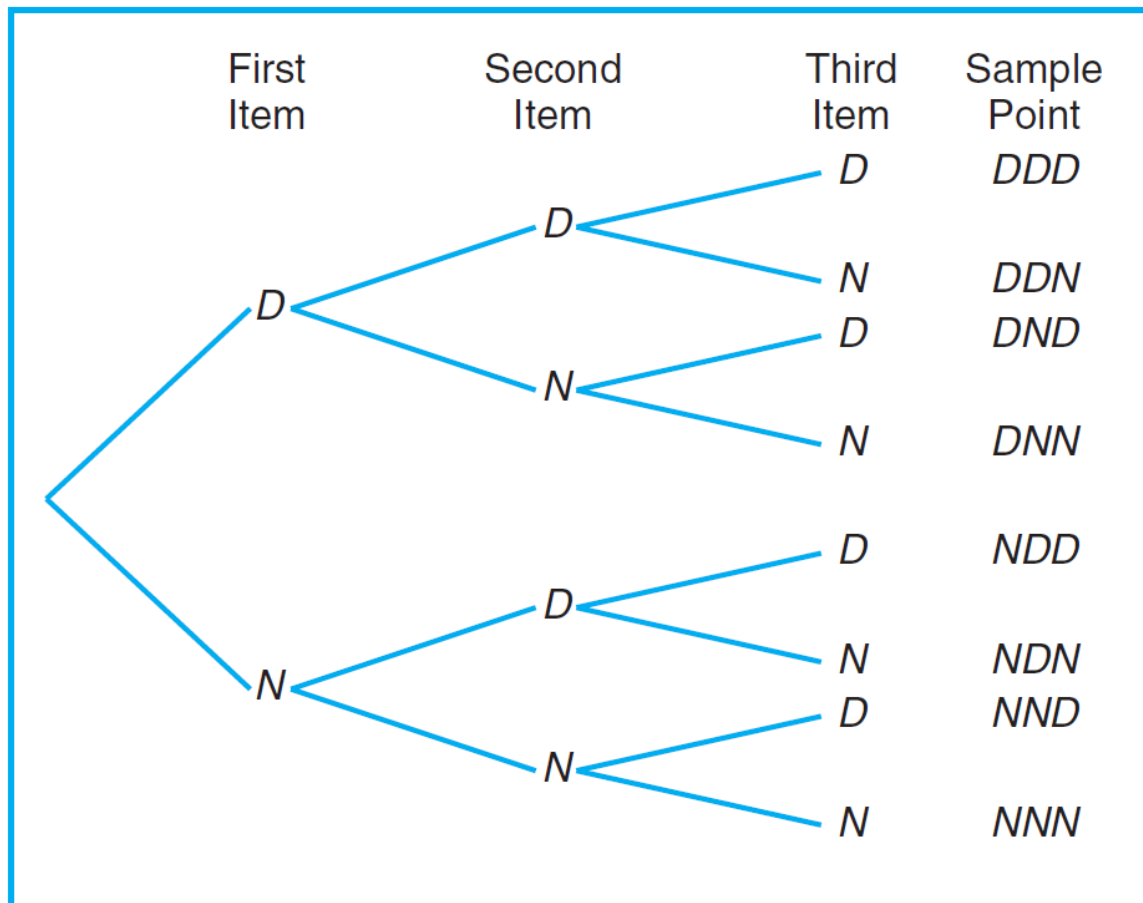 First Second Third Sample
Item Item Item Point
D DDD
D
N DDN
D
D DND
N
N DNN
D NDD
D
N NDN
N
D NND
N
N NNN